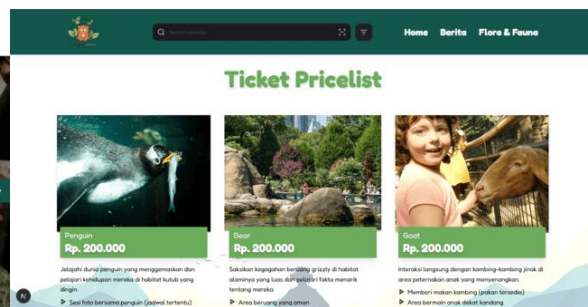 Home Berita Flora & Fauna
Ticket Pricelist
Penguin
Rp. 200.000
Jelajahi dunia penguin yang menggemaskan dan
pelajari kehidupan mereka di habitat kutub yang
dingin.
Sesi foto bersama penguin (jadwal tertentu)
Bear
Rp. 200.000
Saksikan kegagahan beruang grizzly di habitat
alaminya yang luas dan pelajari fakta menarik
tentang mereka.
Area beruang yang aman
Goat
Rp. 200.000
Interaksi langsung dengan kambing-kambing jinak di
area peternakan anak yang menyenangkan.
Memberi makan kambing (pakan tersedia)
Area bermain anak dekat kandang